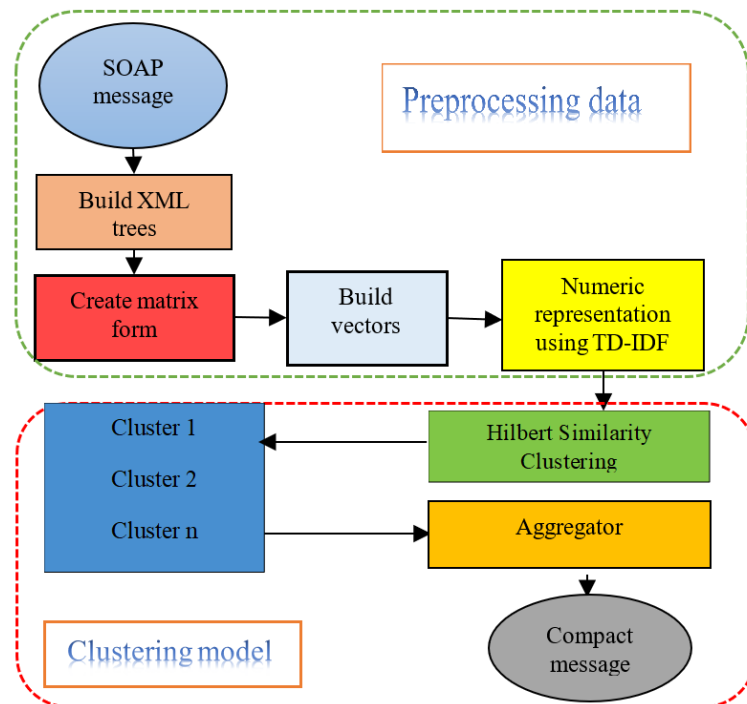 SOAP
message
Preprocessing data
Build XML
trees
Create matrix
form
Build
vectors
Numeric
representation
using TD-IDF
Cluster 1
Cluster 2
Cluster n
Hilbert Similarity
Clustering
Aggregator
Compact
message
Clustering model